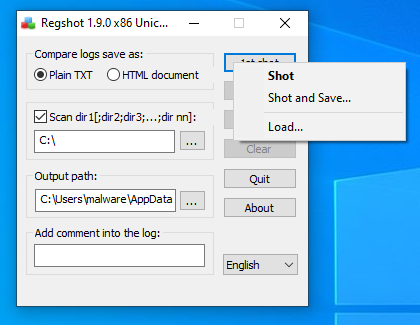 Regshot 1.9.0 x86 Unic...
Compare logs save as:
Plain TXT
HTML document
Shot
Shot and Save...
Load...
Scan dir1[;dir2;dir3;...;dir nn]:
C:\
...
Clear
Output path:
Quit
C:\Users\malware\AppData
...
About
Add comment into the log:
English